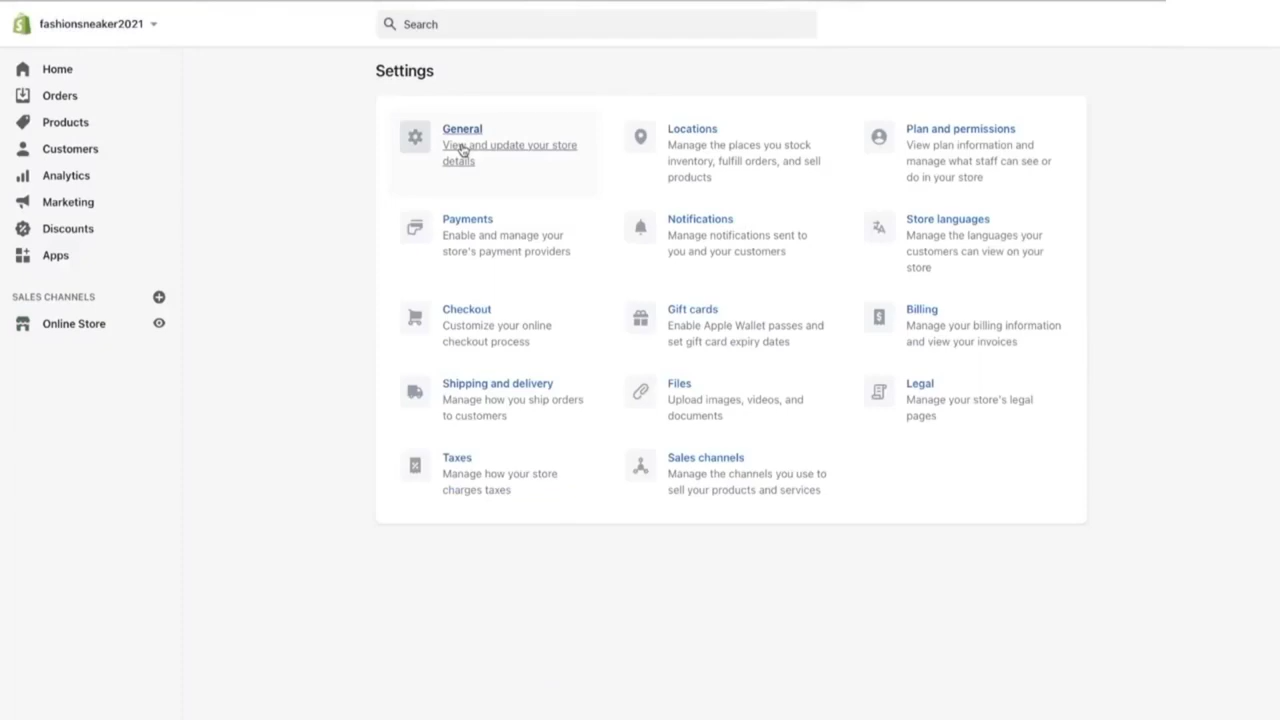 fashionsneaker2021
Search
Home
Orders
Products
Customers
Analytics
Marketing
Discounts
Apps
SALES CHANNELS
Online Store
Settings
General
View and update your store
details
Locations
Manage the places you stock
inventory, fulfill orders, and sell
products
Plan and permissions
View plan information and
manage what staff can see or
do in your store
Payments
Enable and manage your
store's payment providers
Notifications
Manage notifications sent to
you and your customers
Store languages
Manage the languages your
customers can view on your
store
Checkout
Customize your online
checkout process
Gift cards
Enable Apple Wallet passes and
set gift card expiry dates
Billing
Manage your billing information
and view your invoices
Shipping and delivery
Manage how you ship orders
to customers
Files
Upload images, videos, and
documents
Legal
Manage your store's legal
pages
Taxes
Manage how your store
charges taxes
Sales channels
Manage the channels you use to
sell your products and services